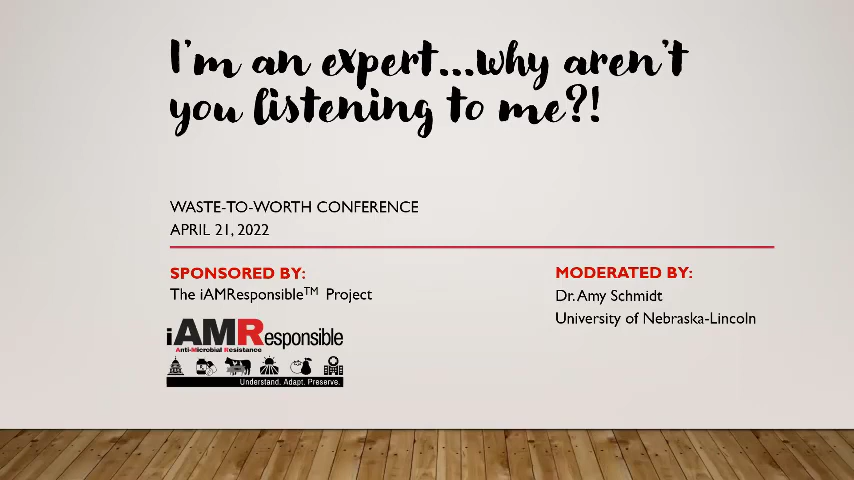 I'm an expert...why aren't
you listening to me?!
WASTE-TO-WORTH CONFERENCE
APRIL 21, 2022
SPONSORED BY:
The iAMResponsible™ Project
iAMResponsible
Anti-Microbial Resistance
Understand. Adapt. Preserve.
MODERATED BY:
Dr. Amy Schmidt
University of Nebraska-Lincoln